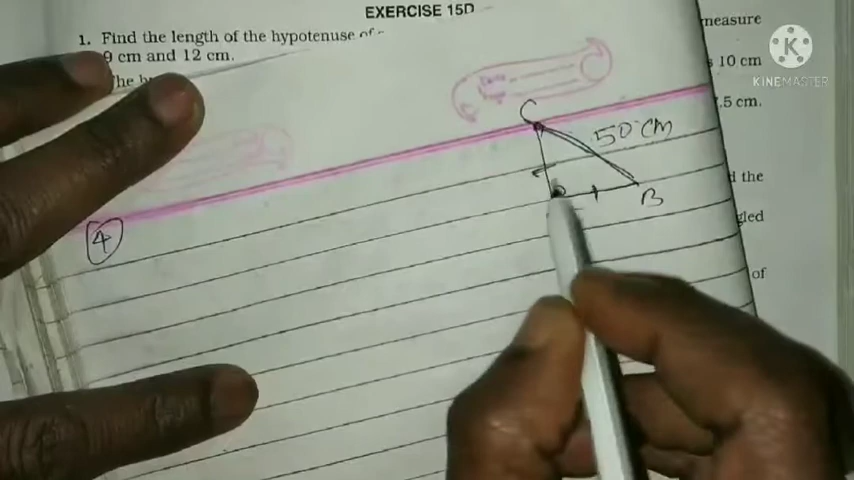 EXERCISE 15D
1. Find the length of the hypotenuse of
9 cm and 12 cm.
measure
10 cm
.5 cm.
KINEMASTER
C
50 cm
B
4
d the
gled
of